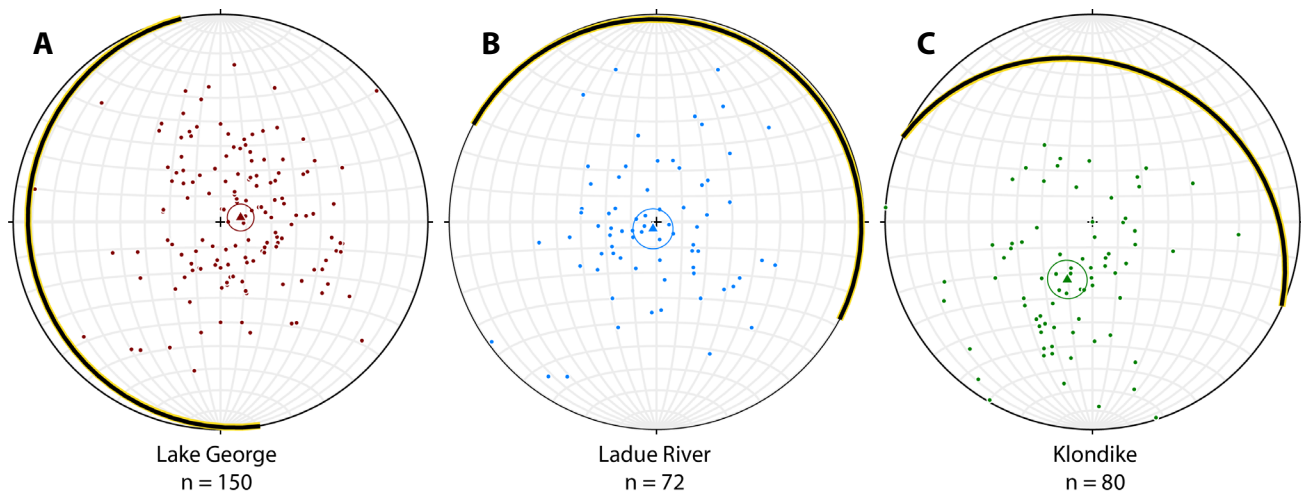 A
B
C
Lake George
n = 150
Ladue River
n = 72
Klondike
n = 80